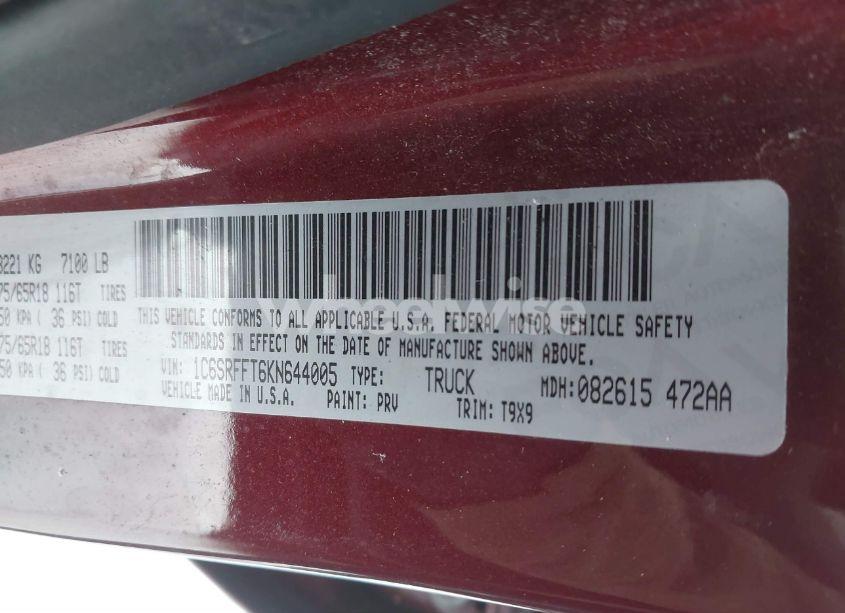 3221 KG 7100 LB
75/65R18 116T TIRES
50 KPA ( 36 PSI) COLD
75/65R18 116T TIRES
50 KPA ( 36 PSI) COLD
THIS VEHICLE CONFORMS TO ALL APPLICABLE U.S.A. FEDERAL MOTOR VEHICLE SAFETY
STANDARDS IN EFFECT ON THE DATE OF MANUFACTURE SHOWN ABOVE.
VIN: 1C6SRFFT6KN644005 TYPE: TRUCK MDH: 082615 472AA
VEHICLE MADE IN U.S.A. PAINT: PRV TRIM: T9X9
wheelwise